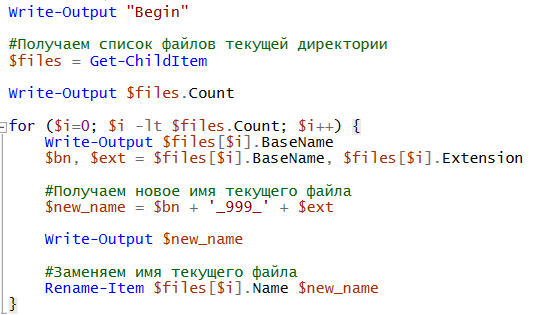 Write-Output "Begin"
#Получаем список файлов текущей директории
$files = Get-ChildItem
Write-Output $files.Count
for ($i=0; $i -lt $files.Count; $i++) {
Write-Output $files[$i].BaseName
$bn, $ext = $files[$i].BaseName, $files[$i].Extension
#Получаем новое имя текущего файла
$new_name = $bn + '_999_' + $ext
Write-Output $new_name
#Заменяем имя текущего файла
Rename-Item $files[$i].Name $new_name
}